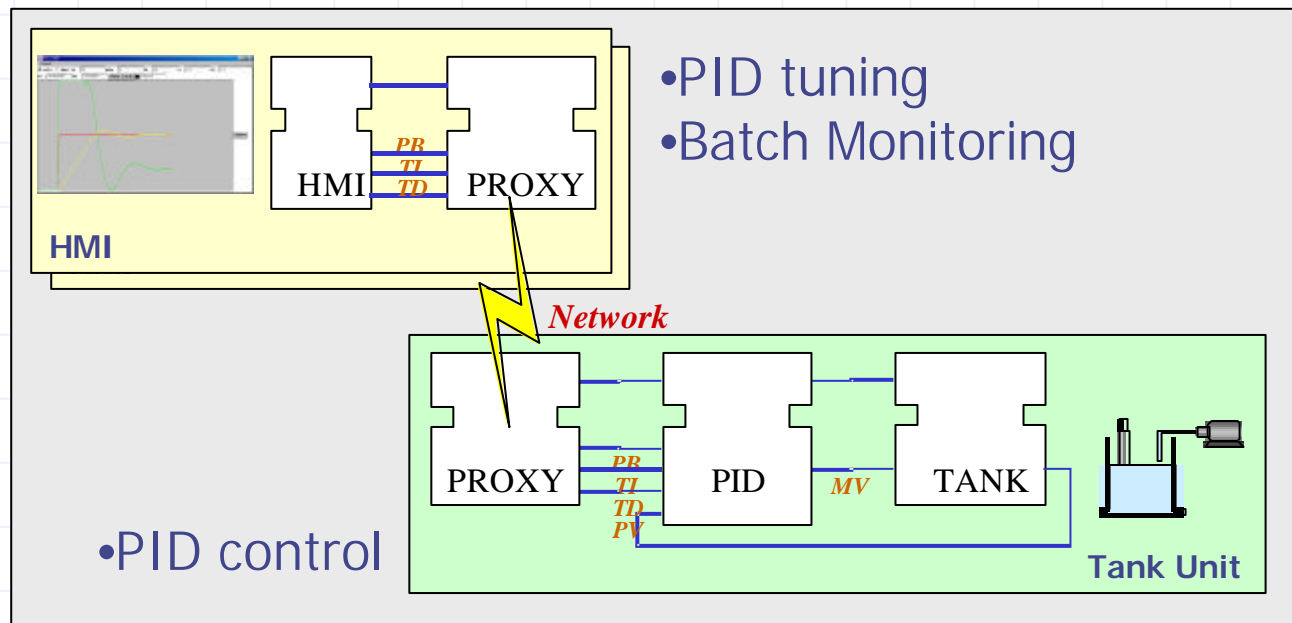 •PID tuning
•Batch Monitoring
PB
TI
TD
HMI
PROXY
HMI
Network
PROXY
PB
TI
TD
PV
PID
MV
TANK
•PID control
Tank Unit